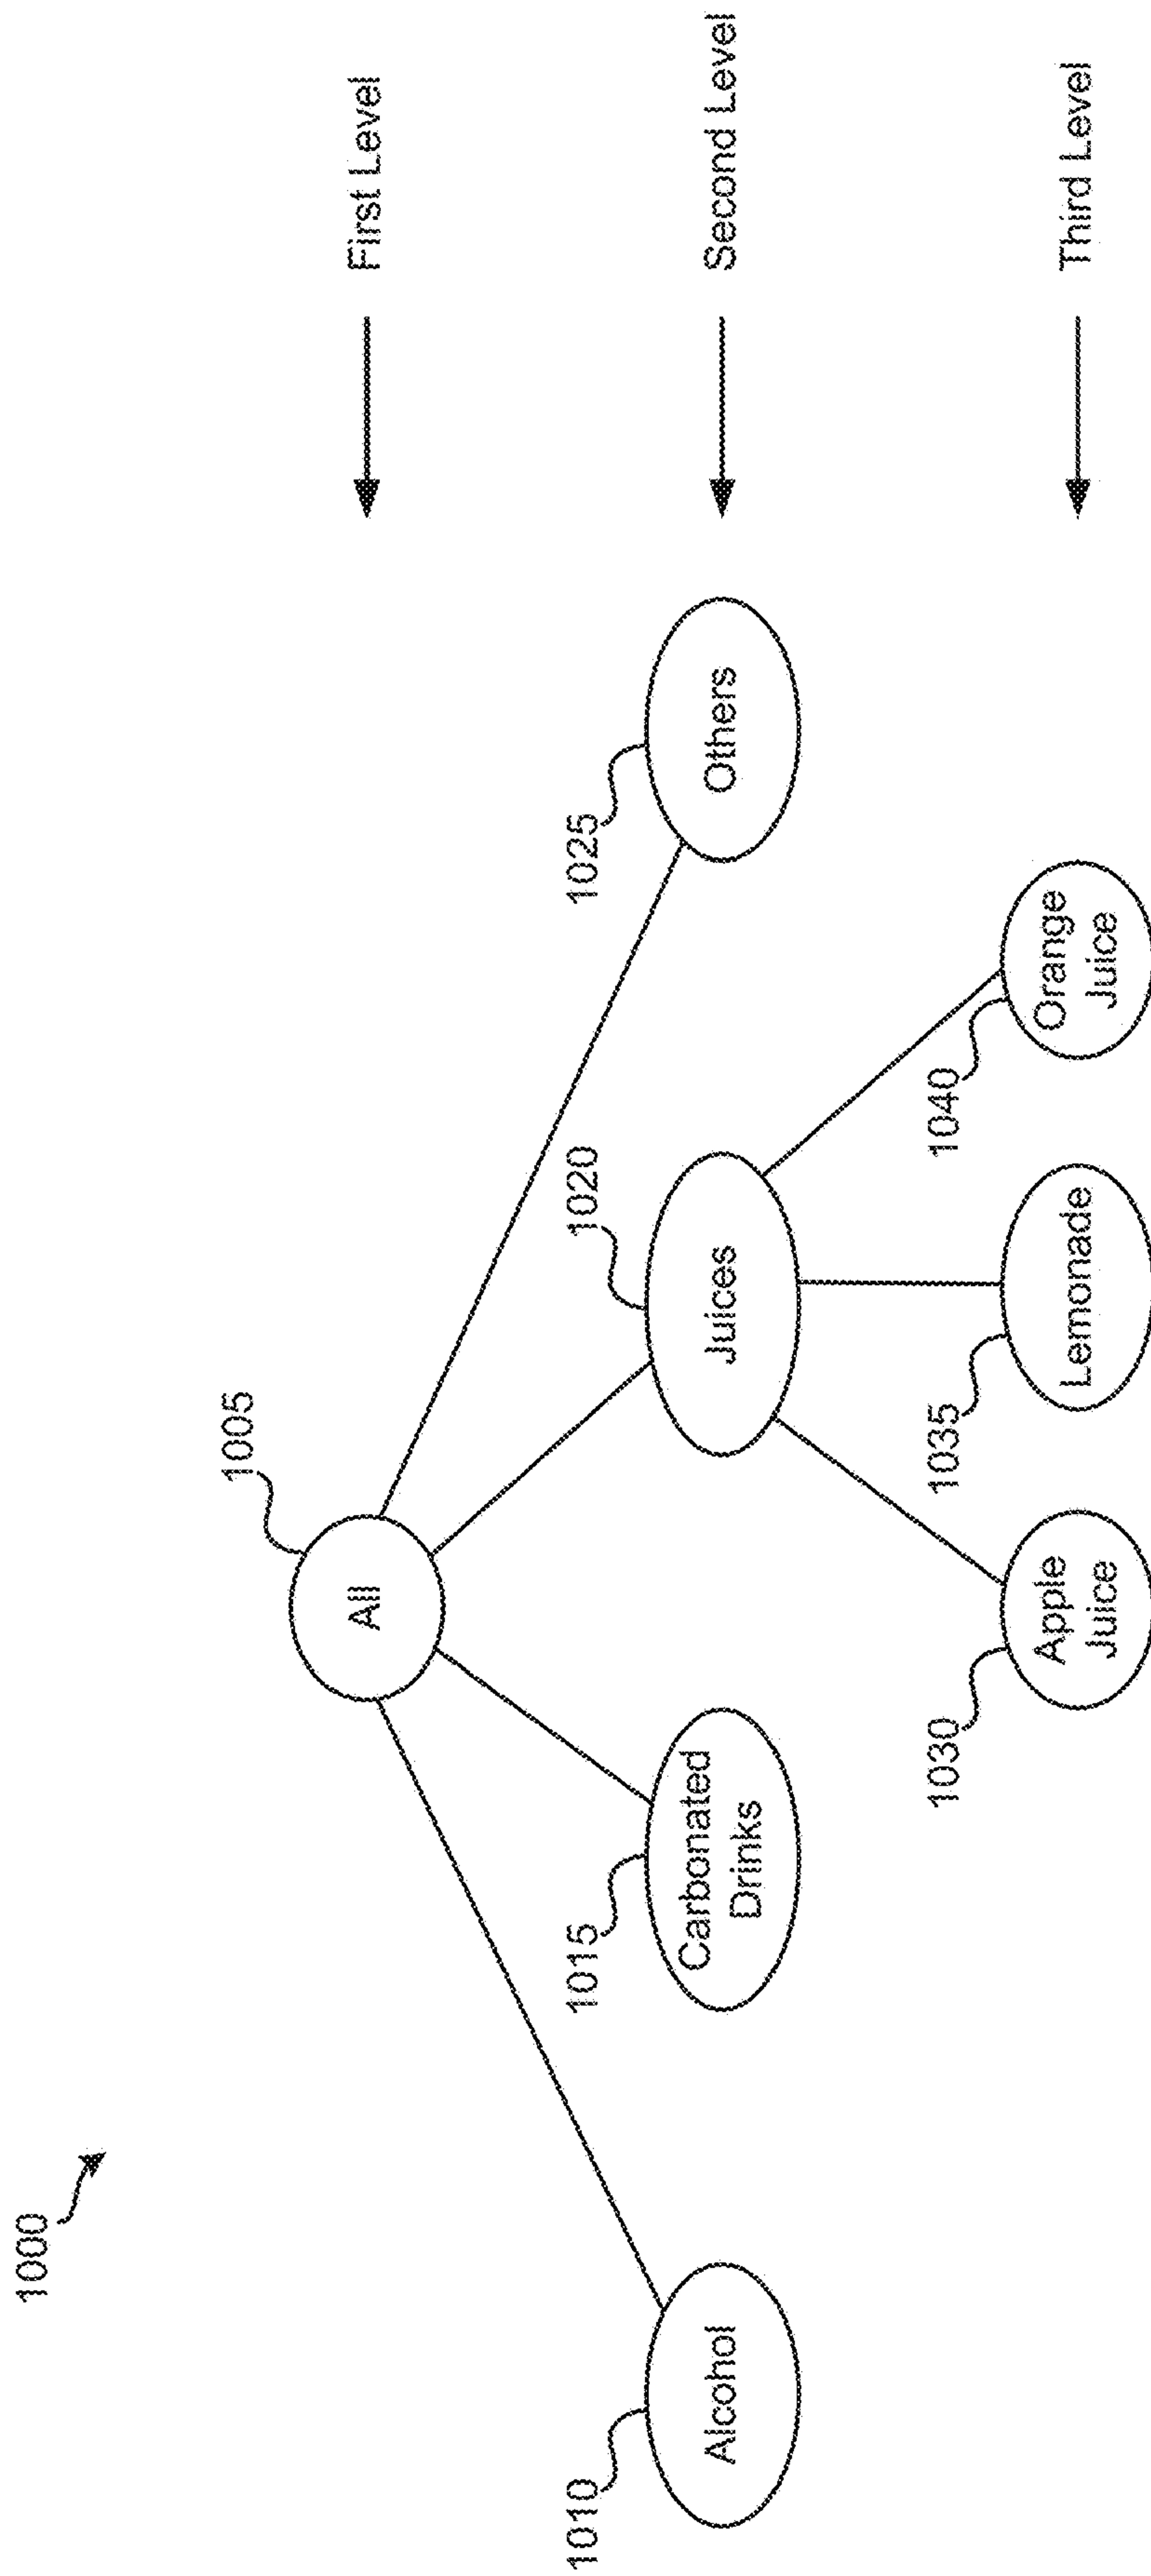 1000
1005
All
First Level
1010
1015
1020
1025
Alcohol
Carbonated
Drinks
Juices
Others
Second Level
1030
1035
1040
Apple
Juice
Lemonade
Orange
Juice
Third Level